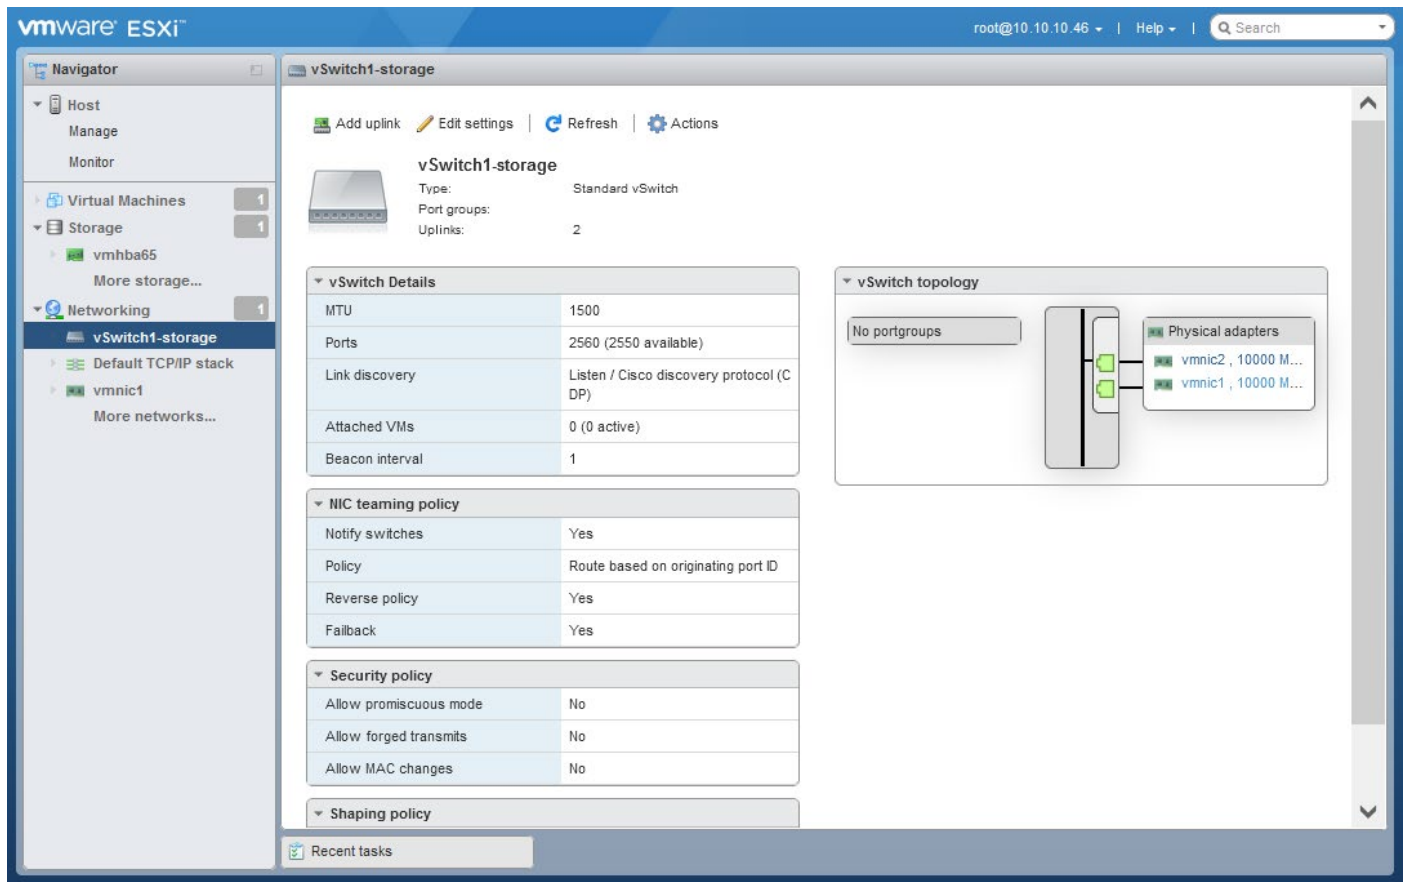 vmware ESXi™
root@10.10.10.46 | Help | Search
Navigator
Host
Manage
Monitor
Virtual Machines 1
Storage 1
vmhba65
More storage...
Networking 1
vSwitch1-storage
Default TCP/IP stack
vmnic1
More networks...
vSwitch1-storage
Add uplink Edit settings | Refresh | Actions
vSwitch1-storage
Type: Standard vSwitch
Port groups:
Uplinks: 2
vSwitch Details
MTU 1500
Ports 2560 (2550 available)
Link discovery Listen / Cisco discovery protocol (C
DP)
Attached VMs 0 (0 active)
Beacon interval 1
NIC teaming policy
Notify switches Yes
Policy Route based on originating port ID
Reverse policy Yes
Failback Yes
Security policy
Allow promiscuous mode No
Allow forged transmits No
Allow MAC changes No
Shaping policy
vSwitch topology
No portgroups
Physical adapters
vmnic2 , 10000 M...
vmnic1 , 10000 M...
Recent tasks